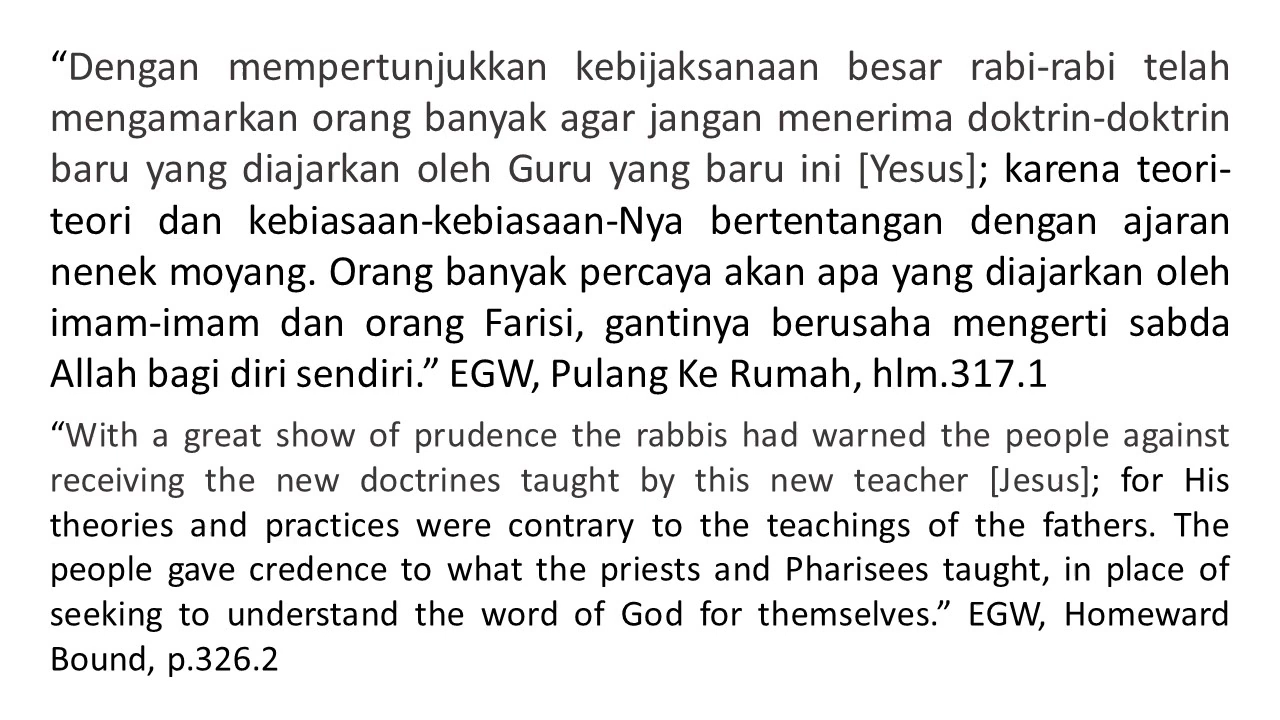 “Dengan mempertunjukkan kebijaksanaan besar rabi-rabi telah
mengamarkan orang banyak agar jangan menerima doktrin-doktrin
baru yang diajarkan oleh Guru yang baru ini [Yesus]; karena teori-
teori dan kebiasaan-kebiasaan-Nya bertentangan dengan ajaran
nenek moyang. Orang banyak percaya akan apa yang diajarkan oleh
imam-imam dan orang Farisi, gantinya berusaha mengerti sabda
Allah bagi diri sendiri.” EGW, Pulang Ke Rumah, hlm.317.1
“With a great show of prudence the rabbis had warned the people against
receiving the new doctrines taught by this new teacher [Jesus]; for His
theories and practices were contrary to the teachings of the fathers. The
people gave credence to what the priests and Pharisees taught, in place of
seeking to understand the word of God for themselves.” EGW, Homeward
Bound, p.326.2